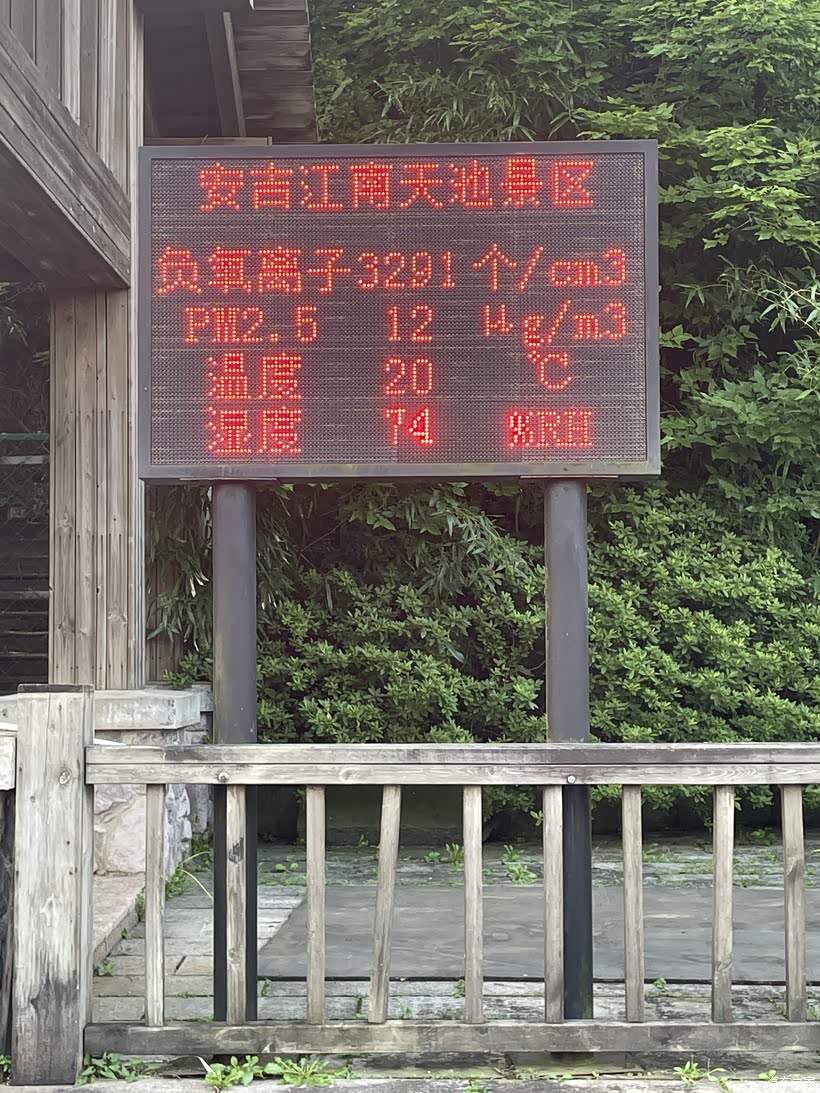 安吉江南天池景区
负氧离子3291个/cm3
PM2.5 12 μg/m3
温度 20 ℃
湿度 74 %RH